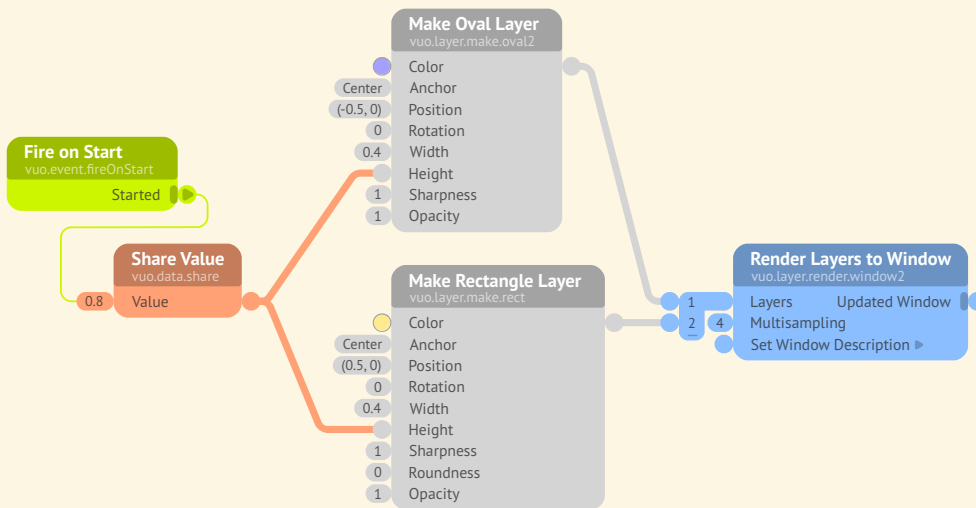 Fire on Start
vuo.event.fireOnStart
Started
0.8
Share Value
vuo.data.share
Value
Make Oval Layer
vuo.layer.make.oval2
Color
Center Anchor
(-0.5, 0) Position
0 Rotation
0.4 Width
Height
1 Sharpness
1 Opacity
Make Rectangle Layer
vuo.layer.make.rect
Color
Center Anchor
(0.5, 0) Position
0 Rotation
0.4 Width
Height
1 Sharpness
0 Roundness
1 Opacity
Render Layers to Window
vuo.layer.render.window2
1 Layers Updated Window
2 4 Multisampling
Set Window Description